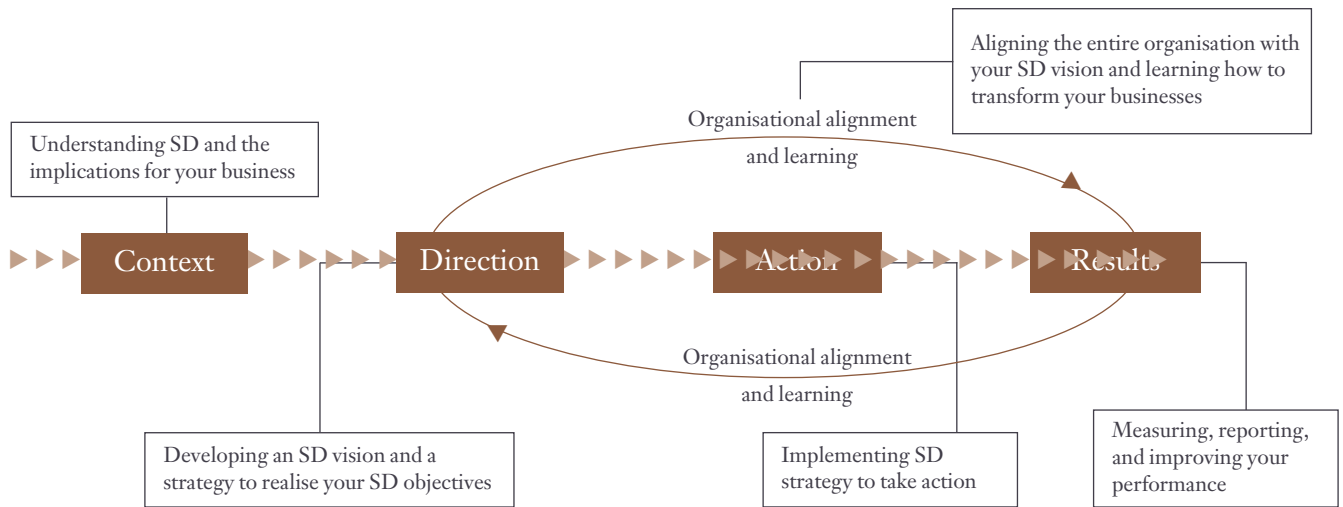 Aligning the entire organisation with
your SD vision and learning how to
transform your businesses
Organisational alignment
and learning
Understanding SD and the
implications for your business
Context
Direction
Action
Results
Organisational alignment
and learning
Developing an SD vision and a
strategy to realise your SD objectives
Implementing SD
strategy to take action
Measuring, reporting,
and improving your
performance